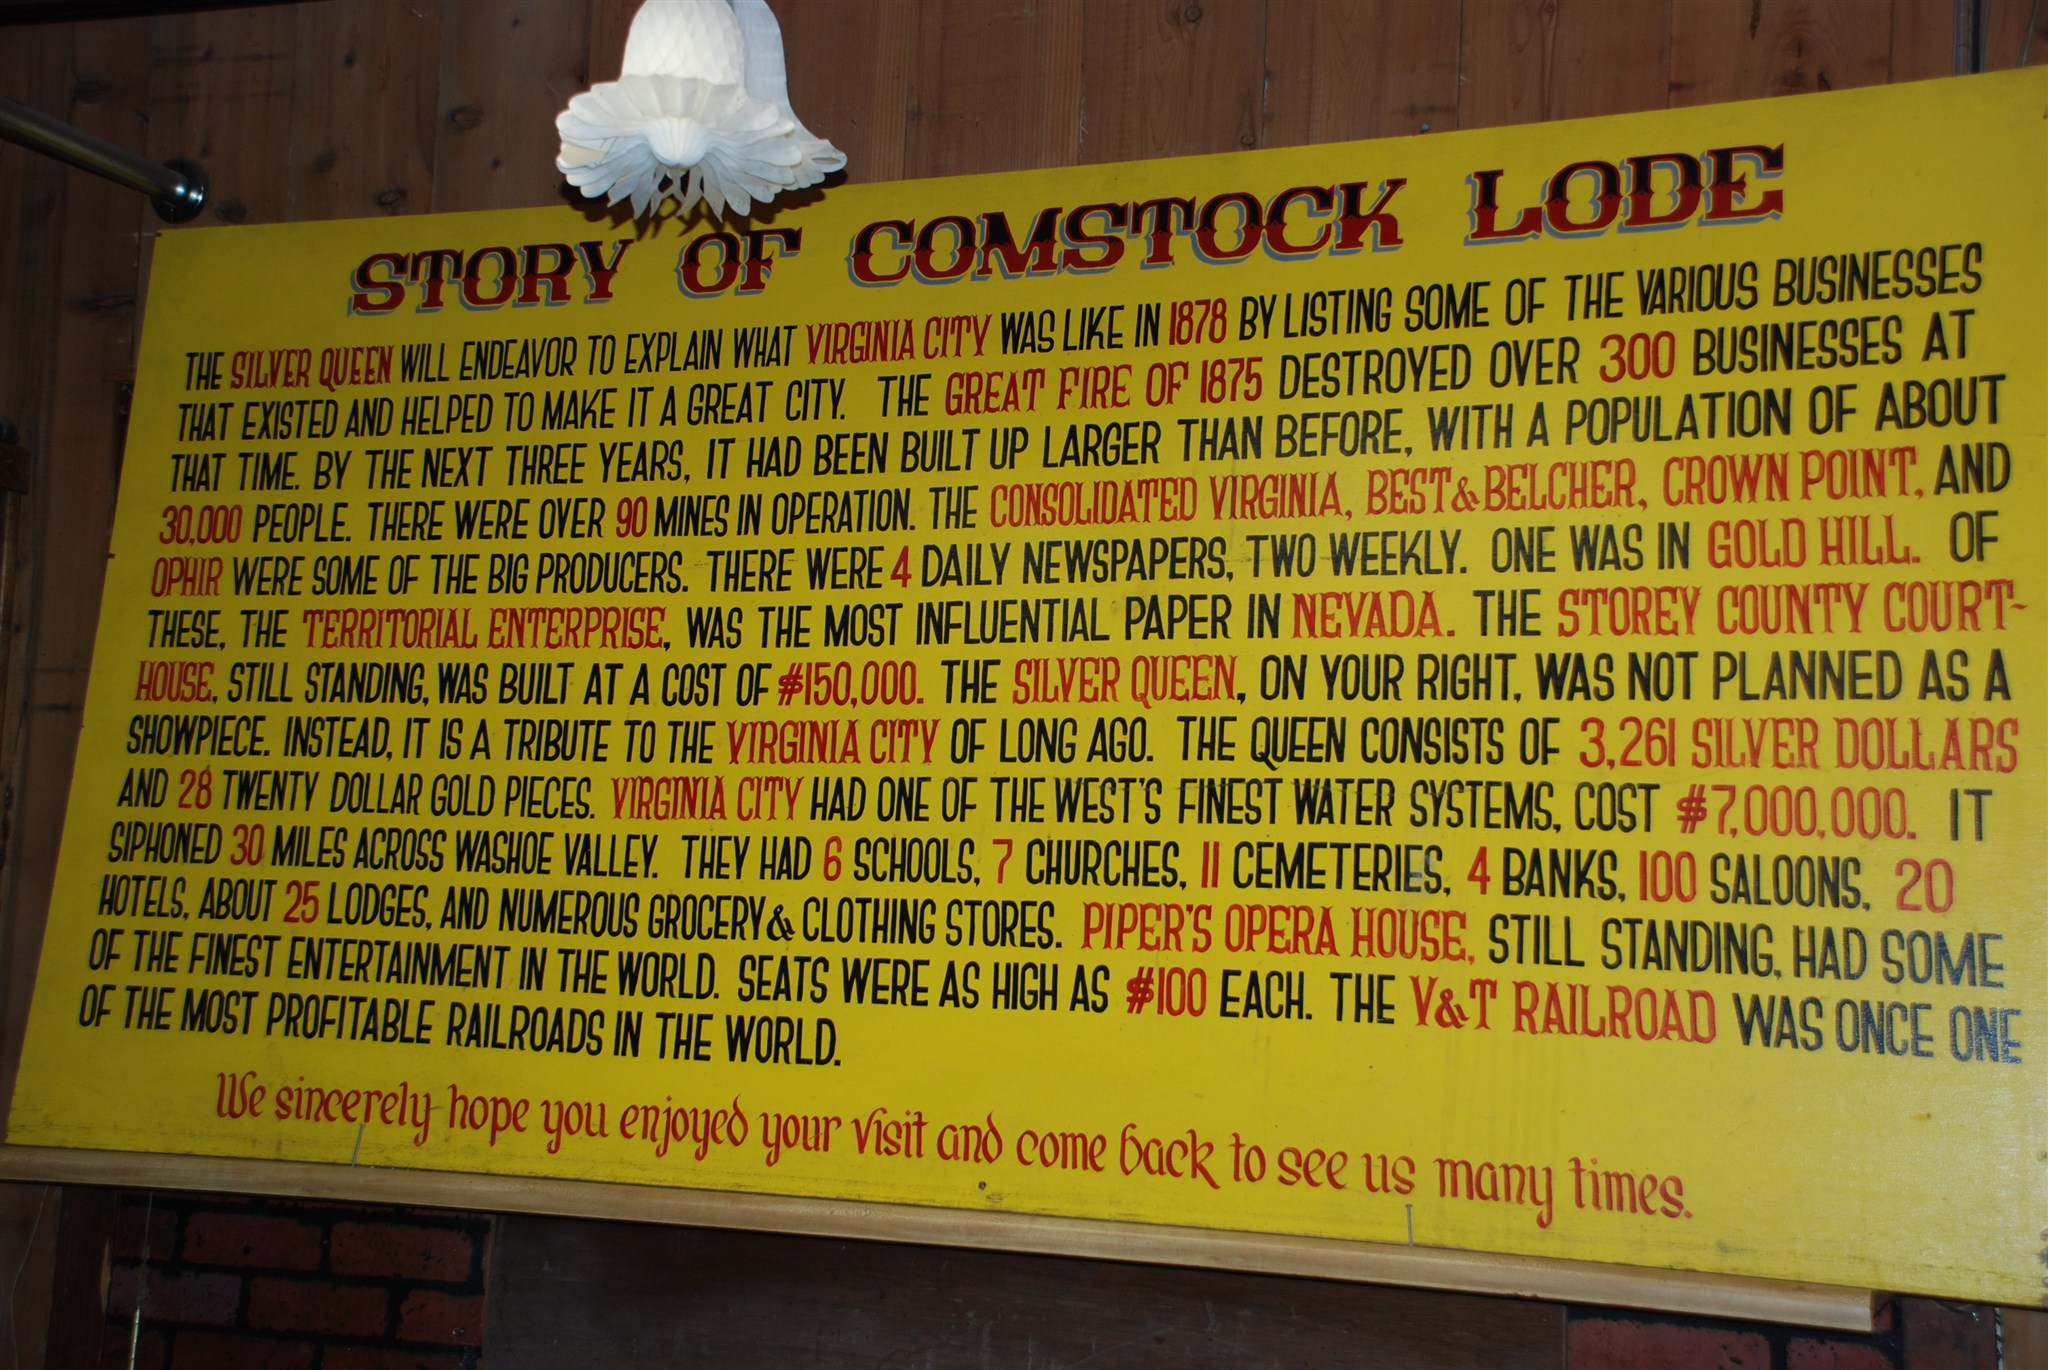 STORY OF COMSTOCK LODE
THE SILVER QUEEN WILL ENDEAVOR TO EXPLAIN WHAT VIRGINIA CITY WAS LIKE IN 1878 BY LISTING SOME OF THE VARIOUS BUSINESSES
THAT EXISTED AND HELPED TO MAKE IT A GREAT CITY. THE GREAT FIRE OF 1875 DESTROYED OVER 300 BUSINESSES AT
THAT TIME. BY THE NEXT THREE YEARS, IT HAD BEEN BUILT UP LARGER THAN BEFORE, WITH A POPULATION OF ABOUT
30,000 PEOPLE. THERE WERE OVER 90 MINES IN OPERATION. THE CONSOLIDATED VIRGINIA, BEST & BELCHER, CROWN POINT, AND
OPHIR WERE SOME OF THE BIG PRODUCERS. THERE WERE 4 DAILY NEWSPAPERS, TWO WEEKLY. ONE WAS IN GOLD HILL. OF
THESE, THE TERRITORIAL ENTERPRISE, WAS THE MOST INFLUENTIAL PAPER IN NEVADA. THE STOREY COUNTY COURT-
HOUSE, STILL STANDING, WAS BUILT AT A COST OF $150,000. THE SILVER QUEEN, ON YOUR RIGHT, WAS NOT PLANNED AS A
SHOWPIECE. INSTEAD, IT IS A TRIBUTE TO THE VIRGINIA CITY OF LONG AGO. THE QUEEN CONSISTS OF 3,261 SILVER DOLLARS
AND 28 TWENTY DOLLAR GOLD PIECES. VIRGINIA CITY HAD ONE OF THE WEST'S FINEST WATER SYSTEMS, COST $7,000,000. IT
SIPHONED 30 MILES ACROSS WASHOE VALLEY. THEY HAD 6 SCHOOLS, 7 CHURCHES, 11 CEMETERIES, 4 BANKS, 100 SALOONS, 20
HOTELS, ABOUT 25 LODGES, AND NUMEROUS GROCERY & CLOTHING STORES. PIPER'S OPERA HOUSE, STILL STANDING, HAD SOME
OF THE FINEST ENTERTAINMENT IN THE WORLD. SEATS WERE AS HIGH AS $100 EACH. THE V&T RAILROAD WAS ONCE ONE
OF THE MOST PROFITABLE RAILROADS IN THE WORLD.
We sincerely hope you enjoyed your visit and come back to see us many times.